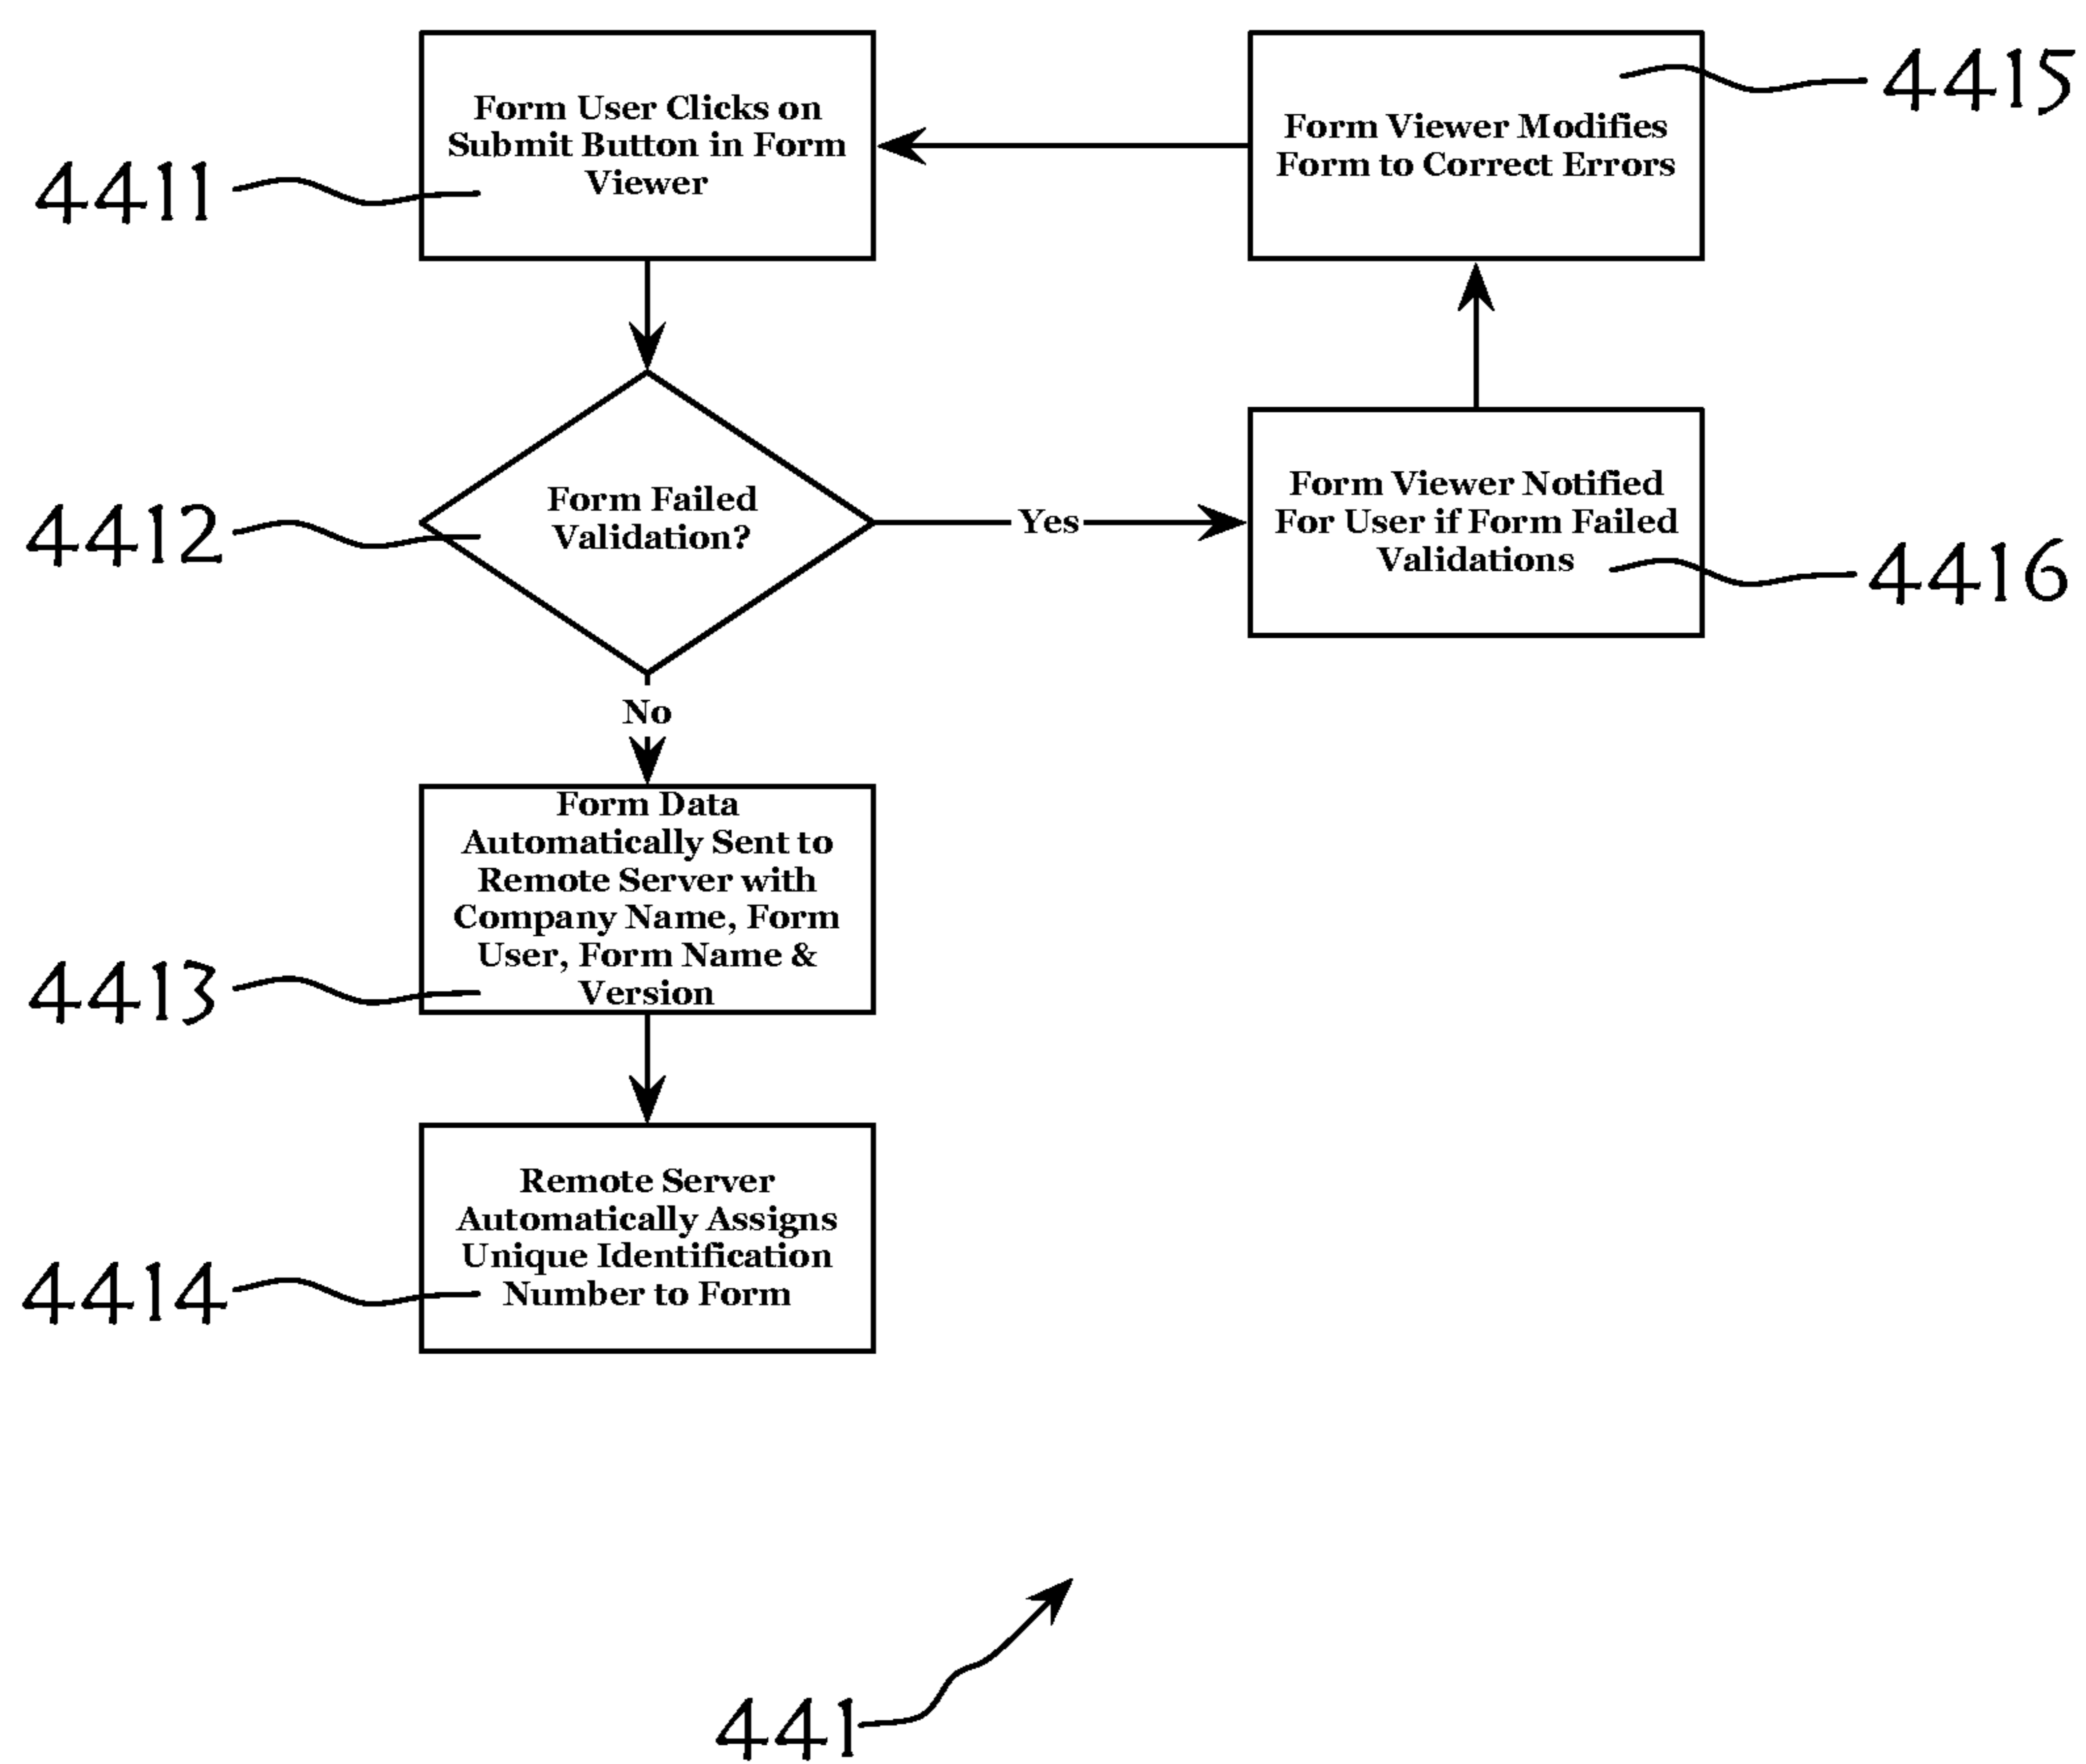 Form User Clicks on
Submit Button in Form
Viewer
4411
Form Viewer Modifies
Form to Correct Errors
4415
Form Failed
Validation?
4412
Yes
Form Viewer Notified
For User if Form Failed
Validations
4416
No
Form Data
Automatically Sent to
Remote Server with
Company Name, Form
User, Form Name &
Version
4413
Remote Server
Automatically Assigns
Unique Identification
Number to Form
4414
441